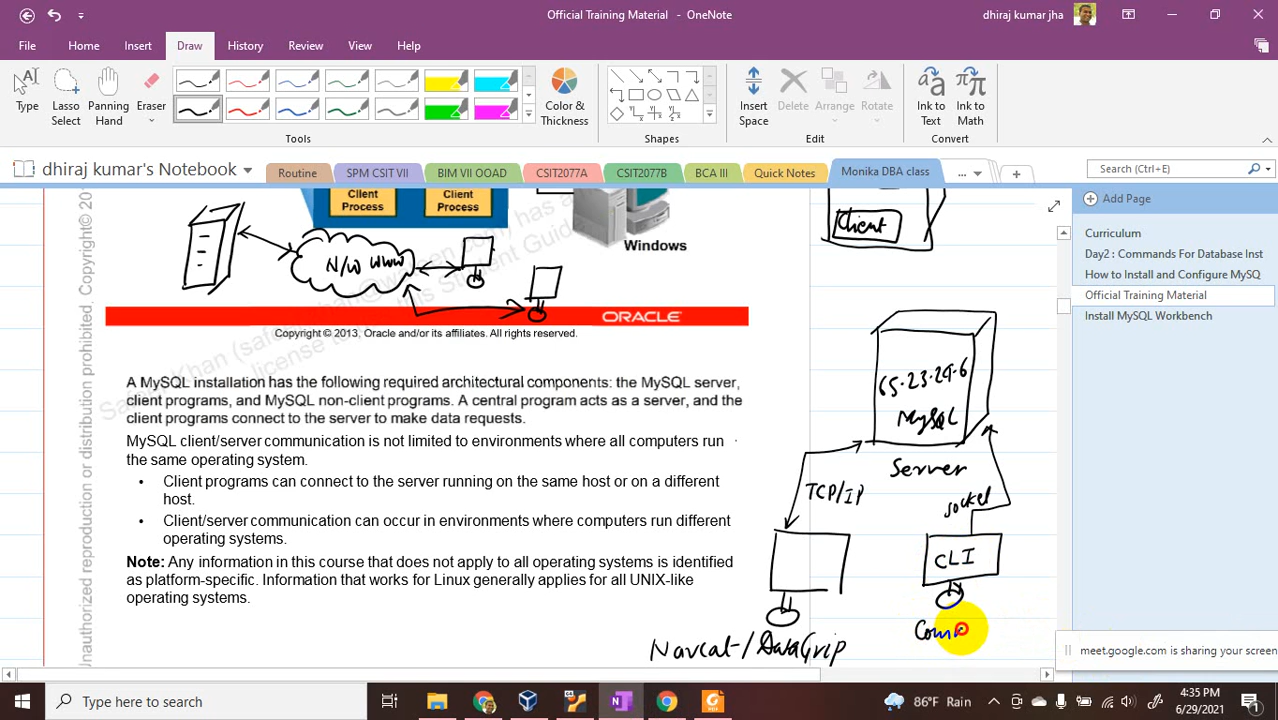 Official Training Material - OneNote
dhiraj kumar jha
File Home Insert Draw History Review View Help
Type
Lasso Select
Panning Hand
Eraser
Color & Thickness
Insert Space
Delete
Arrange
Rotate
Ink to Text
Ink to Math
Tools
Shapes
Edit
Convert
dhiraj kumar's Notebook
Routine
SPM CSIT VII
BIM VII OOAD
CSIT2077A
CSIT2077B
BCA III
Quick Notes
Monika DBA class
...
Search (Ctrl+E)
Add Page
Curriculum
Day2 : Commands For Database Inst
How to Install and Configure MySQ
Official Training Material
Install MySQL Workbench
Unauthorized reproduction or distribution prohibited. Copyright© 20
Client Process
Client Process
Windows
Client
N/W WWW
ORACLE
Copyright © 2013, Oracle and/or its affiliates. All rights reserved.
A MySQL installation has the following required architectural components: the MySQL server,
client programs, and MySQL non-client programs. A central program acts as a server, and the
client programs connect to the server to make data requests.
MySQL client/server communication is not limited to environments where all computers run
the same operating system.
• Client programs can connect to the server running on the same host or on a different
host.
• Client/server communication can occur in environments where computers run different
operating systems.
Note: Any information in this course that does not apply to all operating systems is identified
as platform-specific. Information that works for Linux generally applies for all UNIX-like
operating systems.
65.23.29.6
MySQL
Server
TCP/IP
socket
CLI
Navcat-/DataGrip
meet.google.com is sharing your screen
Type here to search
86°F Rain
4:35 PM
6/29/2021
1